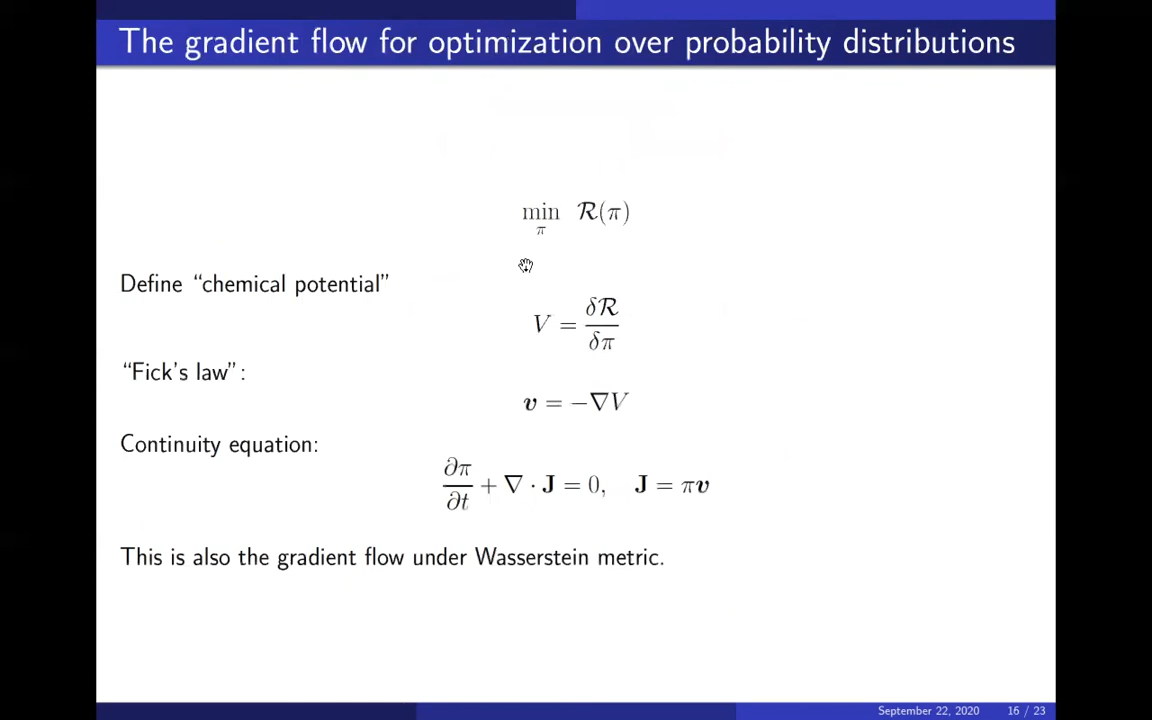 The gradient flow for optimization over probability distributions
min_π R(π)
Define “chemical potential”
V = δR/δπ
“Fick's law”:
v = −∇V
Continuity equation:
∂π/∂t + ∇ · J = 0, J = πv
This is also the gradient flow under Wasserstein metric.
September 22, 2020 16 / 23